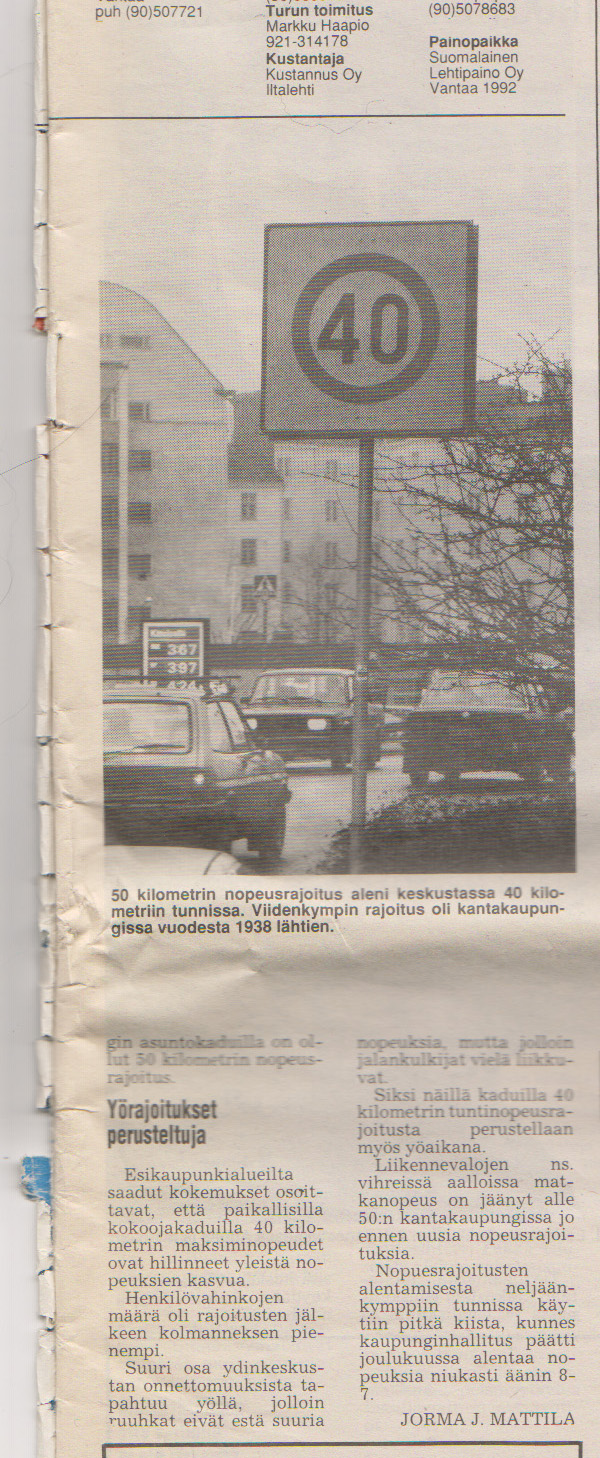 puh (90)507721
Turun toimitus
Markku Haapio
921-314178
Kustantaja
Kustannus Oy
Iltalehti
(90)5078683
Painopaikka
Suomalainen
Lehtipaino Oy
Vantaa 1992
40
367
397
424
50 kilometrin nopeusrajoitus aleni keskustassa 40 kilo-
metriin tunnissa. Viidenkympin rajoitus oli kantakaupun-
gissa vuodesta 1938 lähtien.
gin asuntokaduilla on ol-
lut 50 kilometrin nopeus-
rajoitus.
Yörajoitukset
perusteltuja
Esikaupunkialueilta
saadut kokemukset osoit-
tavat, että paikallisilla
kokoojakaduilla 40 kilo-
metrin maksiminopeudet
ovat hillinneet yleistä no-
peuksien kasvua.
Henkilövahinkojen
määrä oli rajoitusten jäl-
keen kolmanneksen pie-
nempi.
Suuri osa ydinkeskus-
tan onnettomuuksista ta-
pahtuu yöllä, jolloin
ruuhkat eivät estä suuria
nopeuksia, mutta jolloin
jalankulkijat vielä liikku-
vat.
Siksi näillä kaduilla 40
kilometrin tuntinopeusra-
joitusta perustellaan
myös yöaikana.
Liikennevalojen ns.
vihreissä aalloissa mat-
kanopeus on jäänyt alle
50:n kantakaupungissa jo
ennen uusia nopeusrajoi-
tuksia.
Nopuesrajoitusten
alentamisesta neljään-
kymppiin tunnissa käy-
tiin pitkä kiista, kunnes
kaupunginhallitus päätti
joulukuussa alentaa no-
peuksia niukasti äänin 8-
7.
JORMA J. MATTILA